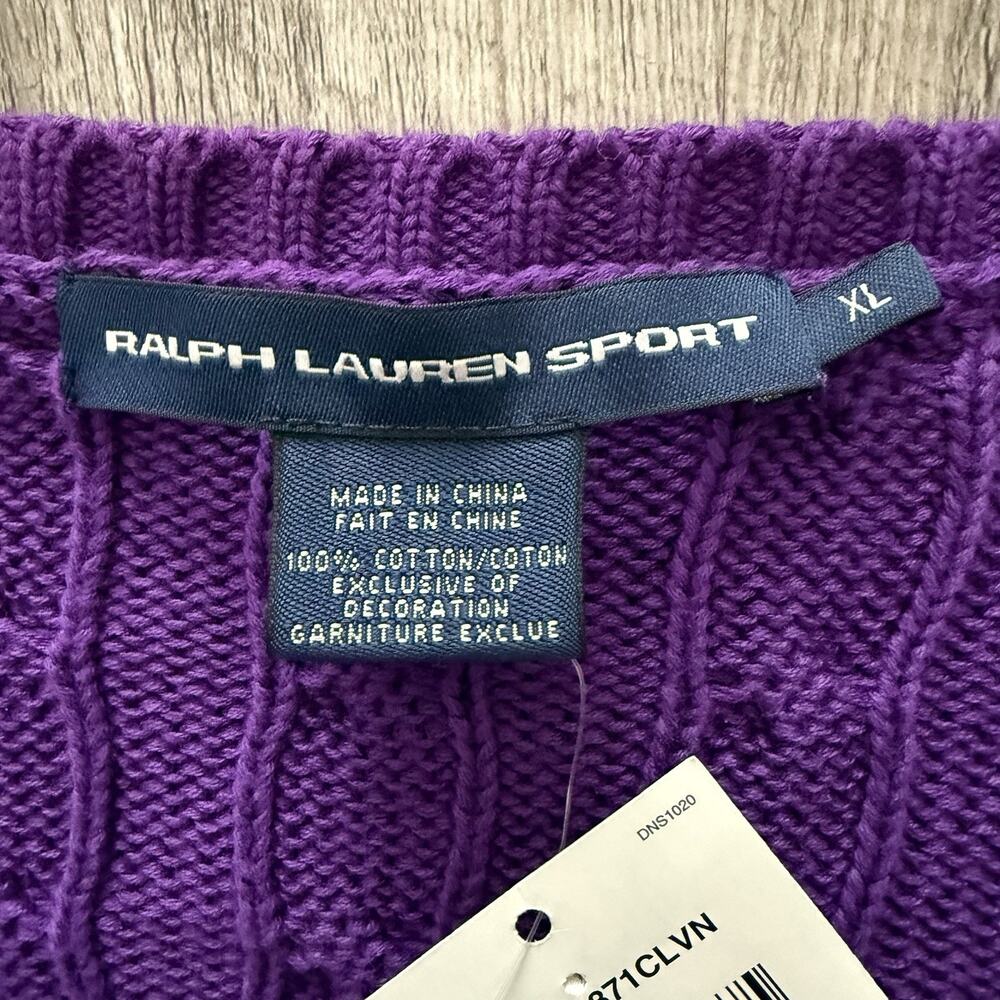 RALPH LAUREN SPORT
XL
MADE IN CHINA
FAIT EN CHINE
100% COTTON/COTON
EXCLUSIVE OF
DECORATION
GARNITURE EXCLUE
DNS1020
871CLVN